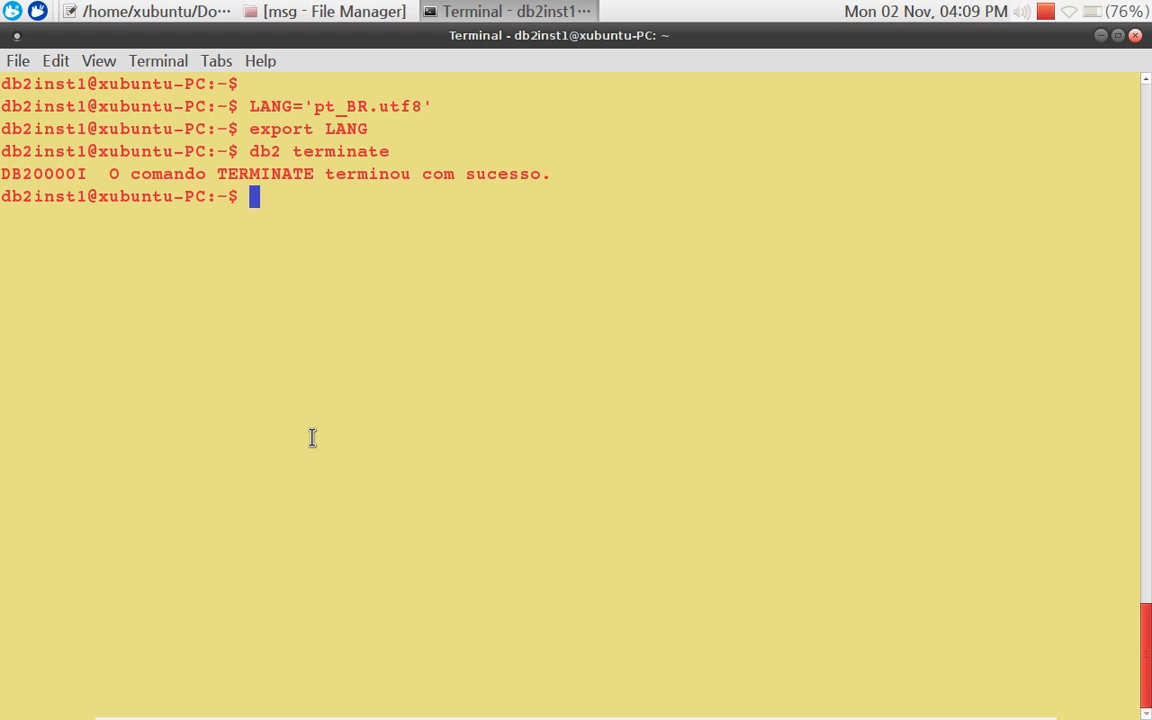 /home/xubuntu/Do··· [msg - File Manager] Terminal - db2inst1··· Mon 02 Nov, 04:09 PM (76%)
Terminal - db2inst1@xubuntu-PC: ~
File Edit View Terminal Tabs Help
db2inst1@xubuntu-PC:~$
db2inst1@xubuntu-PC:~$ LANG='pt_BR.utf8'
db2inst1@xubuntu-PC:~$ export LANG
db2inst1@xubuntu-PC:~$ db2 terminate
DB20000I  O comando TERMINATE terminou com sucesso.
db2inst1@xubuntu-PC:~$